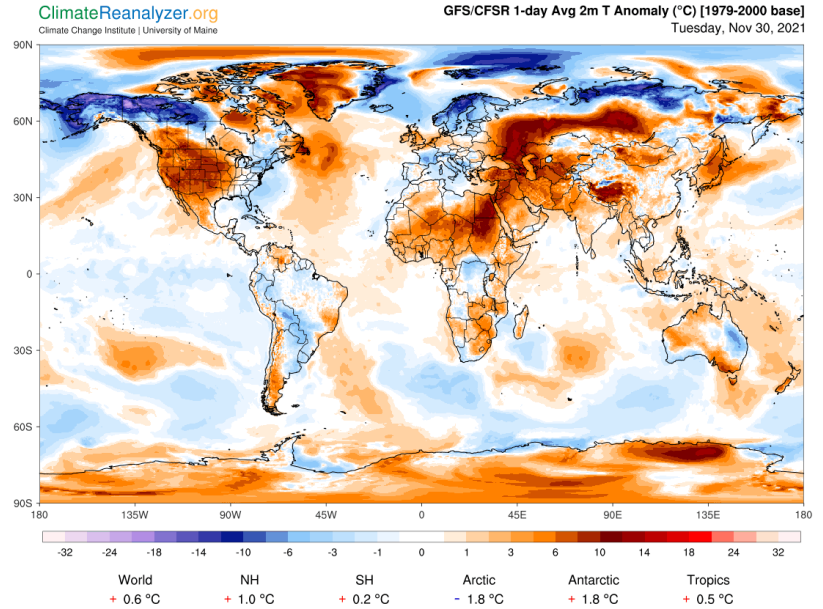 ClimateReanalyzer.org
Climate Change Institute | University of Maine
GFS/CFSR 1-day Avg 2m T Anomaly (°C) [1979-2000 base]
Tuesday, Nov 30, 2021
90N
60N
30N
0
30S
60S
90S
180 135W 90W 45W 0 45E 90E 135E 180
-32 -24 -18 -14 -10 -6 -3 -1 0 1 3 6 10 14 18 24 32
World NH SH Arctic Antarctic Tropics
+ 0.6 °C + 1.0 °C + 0.2 °C - 1.8 °C + 1.8 °C + 0.5 °C